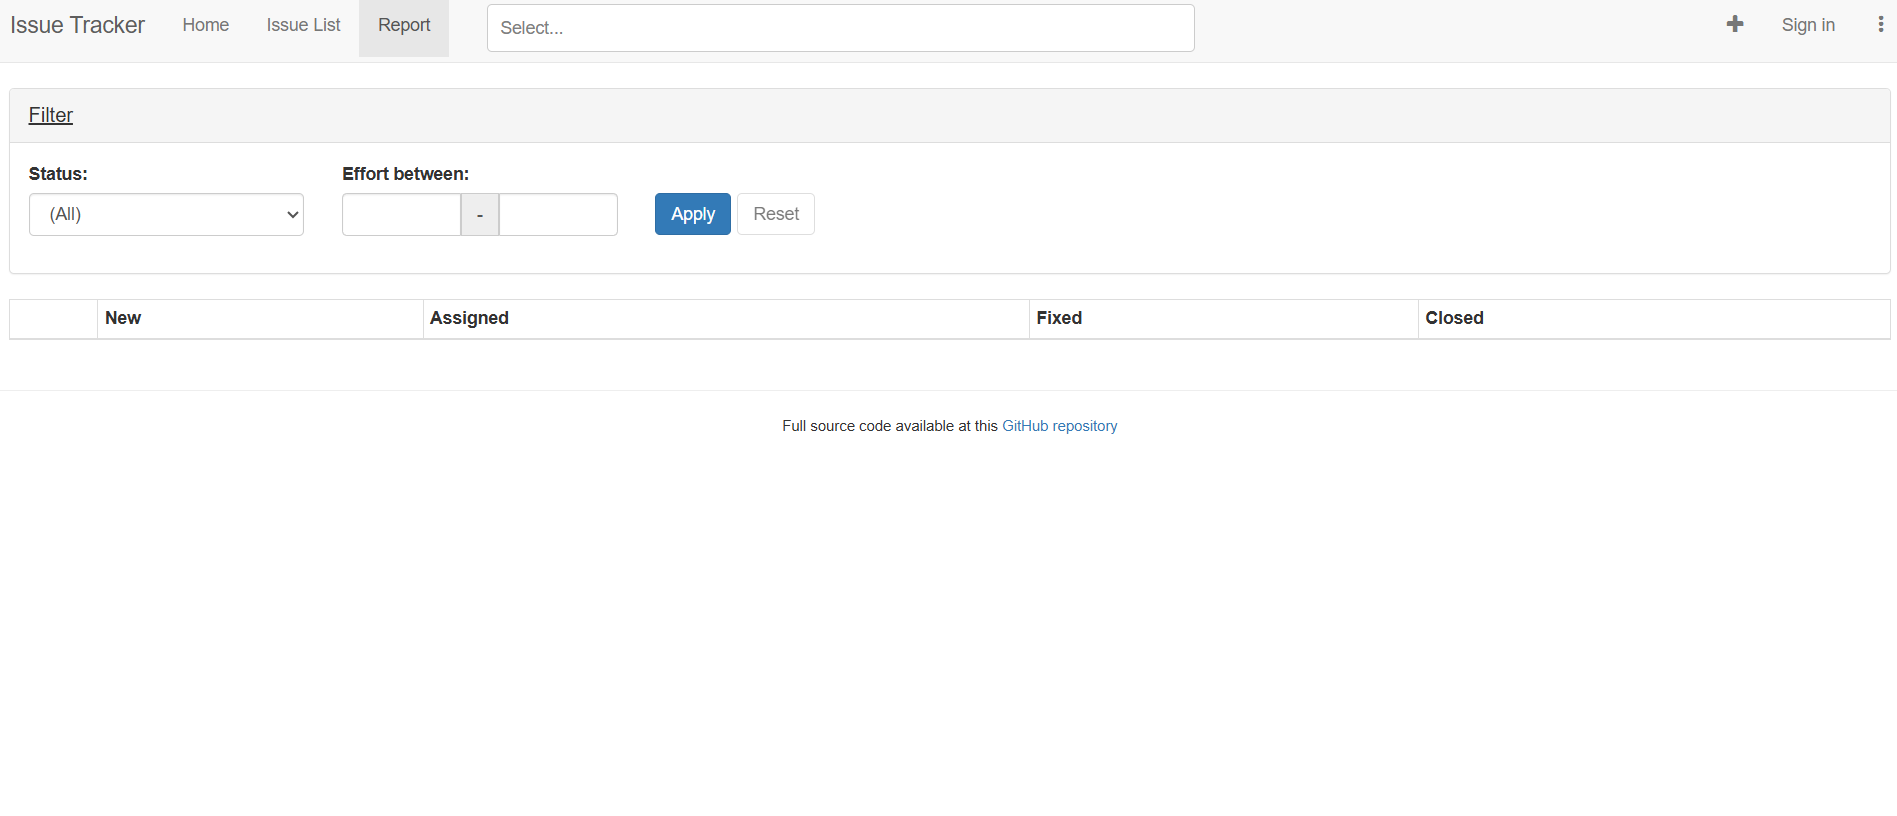 Issue Tracker Home Issue List Report Select... Sign in
Filter
Status: Effort between:
(All) - Apply Reset
New Assigned Fixed Closed
Full source code available at this GitHub repository